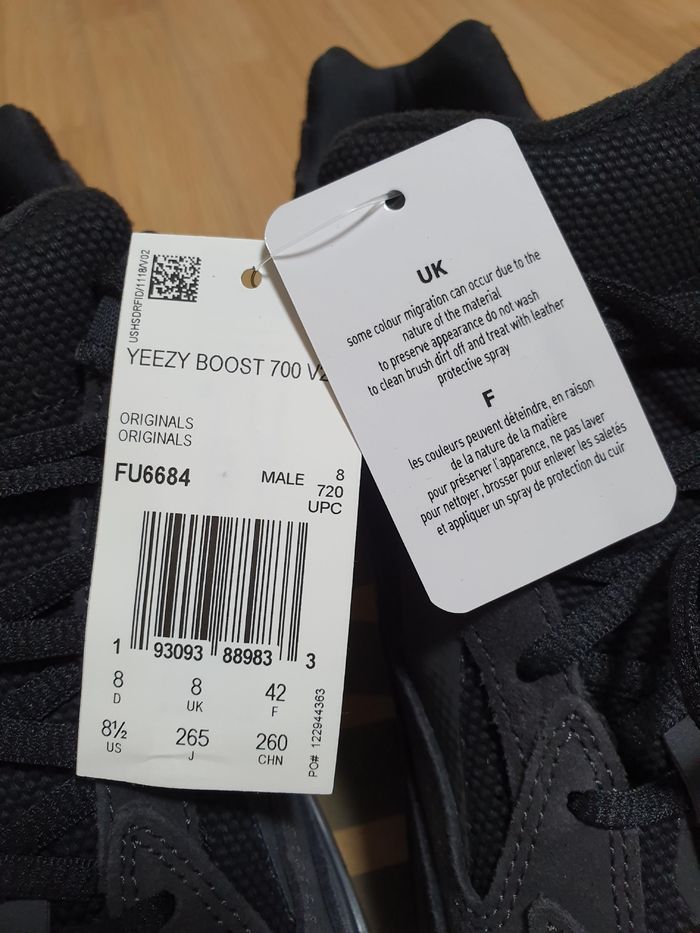 USHSDRFID/1118/V02
YEEZY BOOST 700 V2
ORIGINALS
ORIGINALS
FU6684
MALE 8
720
UPC
1 93093 88983 3
8 8 42
D UK F
8½ 265 260
US J CHN
PO# 122944363
UK
some colour migration can occur due to the
nature of the material
to preserve appearance do not wash
to clean brush dirt off and treat with leather
protective spray
F
les couleurs peuvent déteindre, en raison
de la nature de la matière
pour préserver l'apparence, ne pas laver
pour nettoyer, brosser pour enlever les saletés
et appliquer un spray de protection du cuir